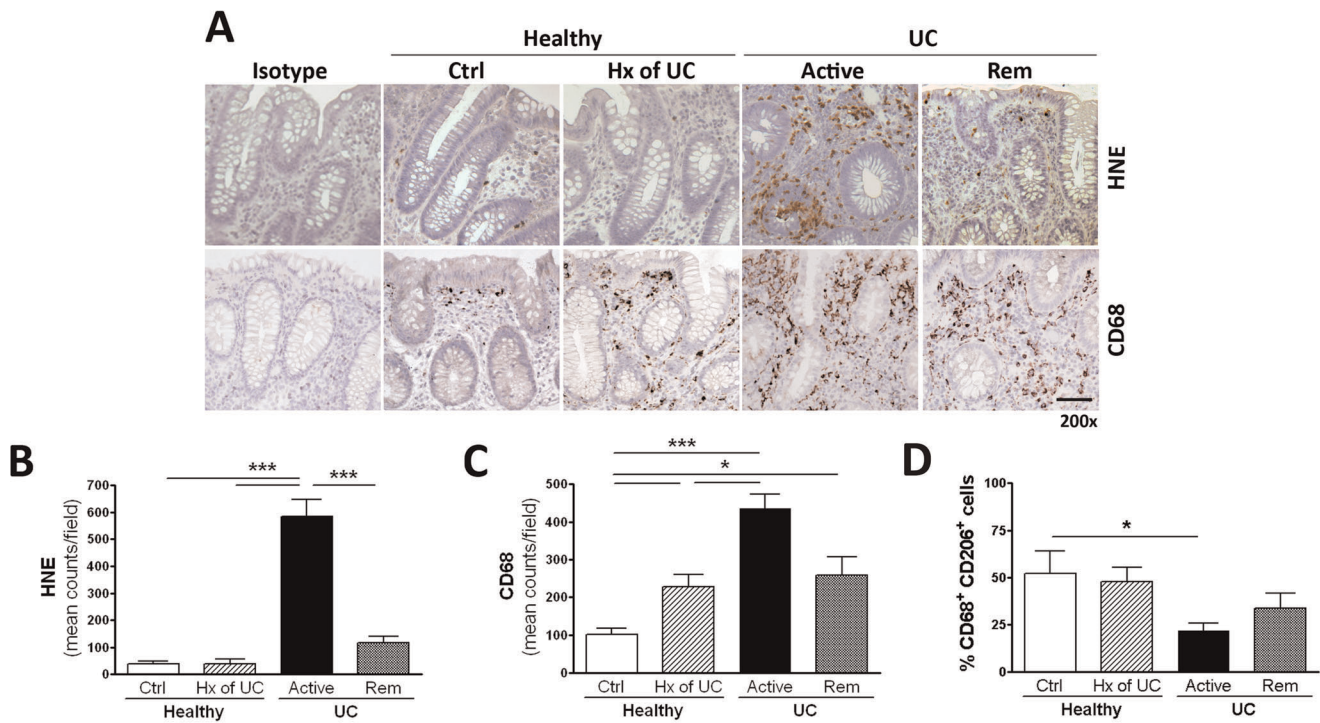 A
Healthy
UC
Isotype
Ctrl
Hx of UC
Active
Rem
HNE
CD68
200x
B
HNE
(mean counts/field)
700
600
500
400
300
200
100
0
***
***
Ctrl
Hx of UC
Active
Rem
Healthy
UC
C
CD68
(mean counts/field)
500
400
300
200
100
0
***
*
Ctrl
Hx of UC
Active
Rem
Healthy
UC
D
% CD68+ CD206+ cells
100
75
50
25
0
*
Ctrl
Hx of UC
Active
Rem
Healthy
UC